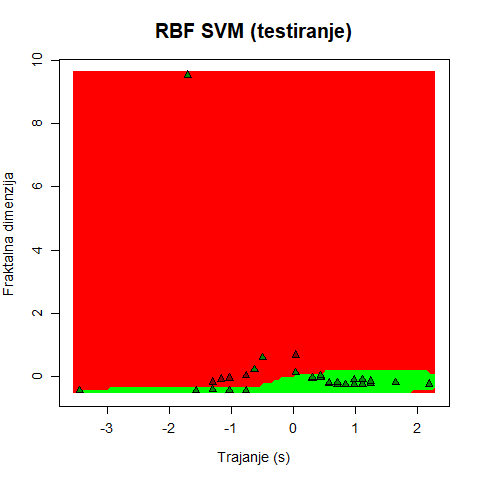 RBF SVM (testiranje)
Fraktalna dimenzija
10
8
6
4
2
0
-3 -2 -1 0 1 2
Trajanje (s)